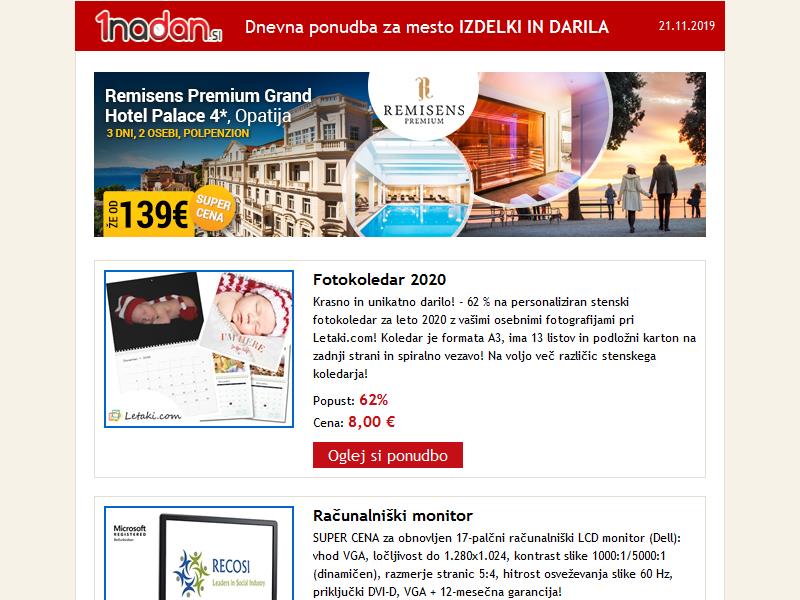 1nadan.si
Dnevna ponudba za mesto IZDELKI IN DARILA
21.11.2019
Remisens Premium Grand
Hotel Palace 4*, Opatija
3 DNI, 2 OSEBI, POLPENZION
ŽE OD 139€
SUPER
CENA
REMISENS
PREMIUM
Fotokoledar 2020
Krasno in unikatno darilo! - 62 % na personaliziran stenski
fotokoledar za leto 2020 z vašimi osebnimi fotografijami pri
Letaki.com! Koledar je formata A3, ima 13 listov in podložni karton na
zadnji strani in spiralno vezavo! Na voljo več različic stenskega
koledarja!
Popust: 62%
Cena: 8,00 €
Oglej si ponudbo
I'M HERE
Letaki.com
Računalniški monitor
SUPER CENA za obnovljen 17-palčni računalniški LCD monitor (Dell):
vhod VGA, ločljivost do 1.280x1.024, kontrast slike 1000:1/5000:1
(dinamičen), razmerje stranic 5:4, hitrost osveževanja slike 60 Hz,
priključki DVI-D, VGA + 12-mesečna garancija!
Microsoft
REGISTERED
Refurbisher
RECOSI
Leaders in Social Industry